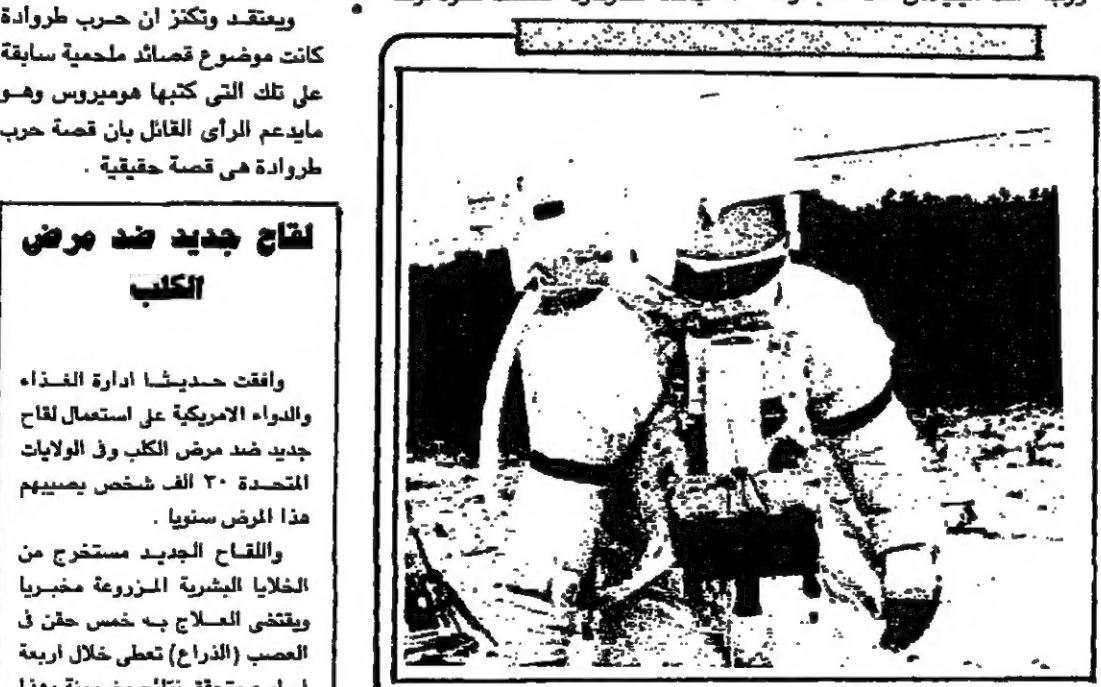 ويعتقد وتكنز ان حرب طروادة
كانت موضوع قصائد ملحمية سابقة
على تلك التى كتبها هوميروس وهو
مايدعم الرأى القائل بان قصة حرب
طروادة هى قصة حقيقية .
لقاح جديد ضد مرض
الكلب
وافقت حديثا ادارة الغذاء
والدواء الامريكية على استعمال لقاح
جديد ضد مرض الكلب وفى الولايات
المتحدة ٣٠ الف شخص يصيبهم
هذا المرض سنويا .
واللقاح الجديد مستخرج من
الخلايا البشرية المزروعة مخبريا
ويقتضى العلاج به خمس حقن فى
العصب (الذراع) تعطى خلال اربعة